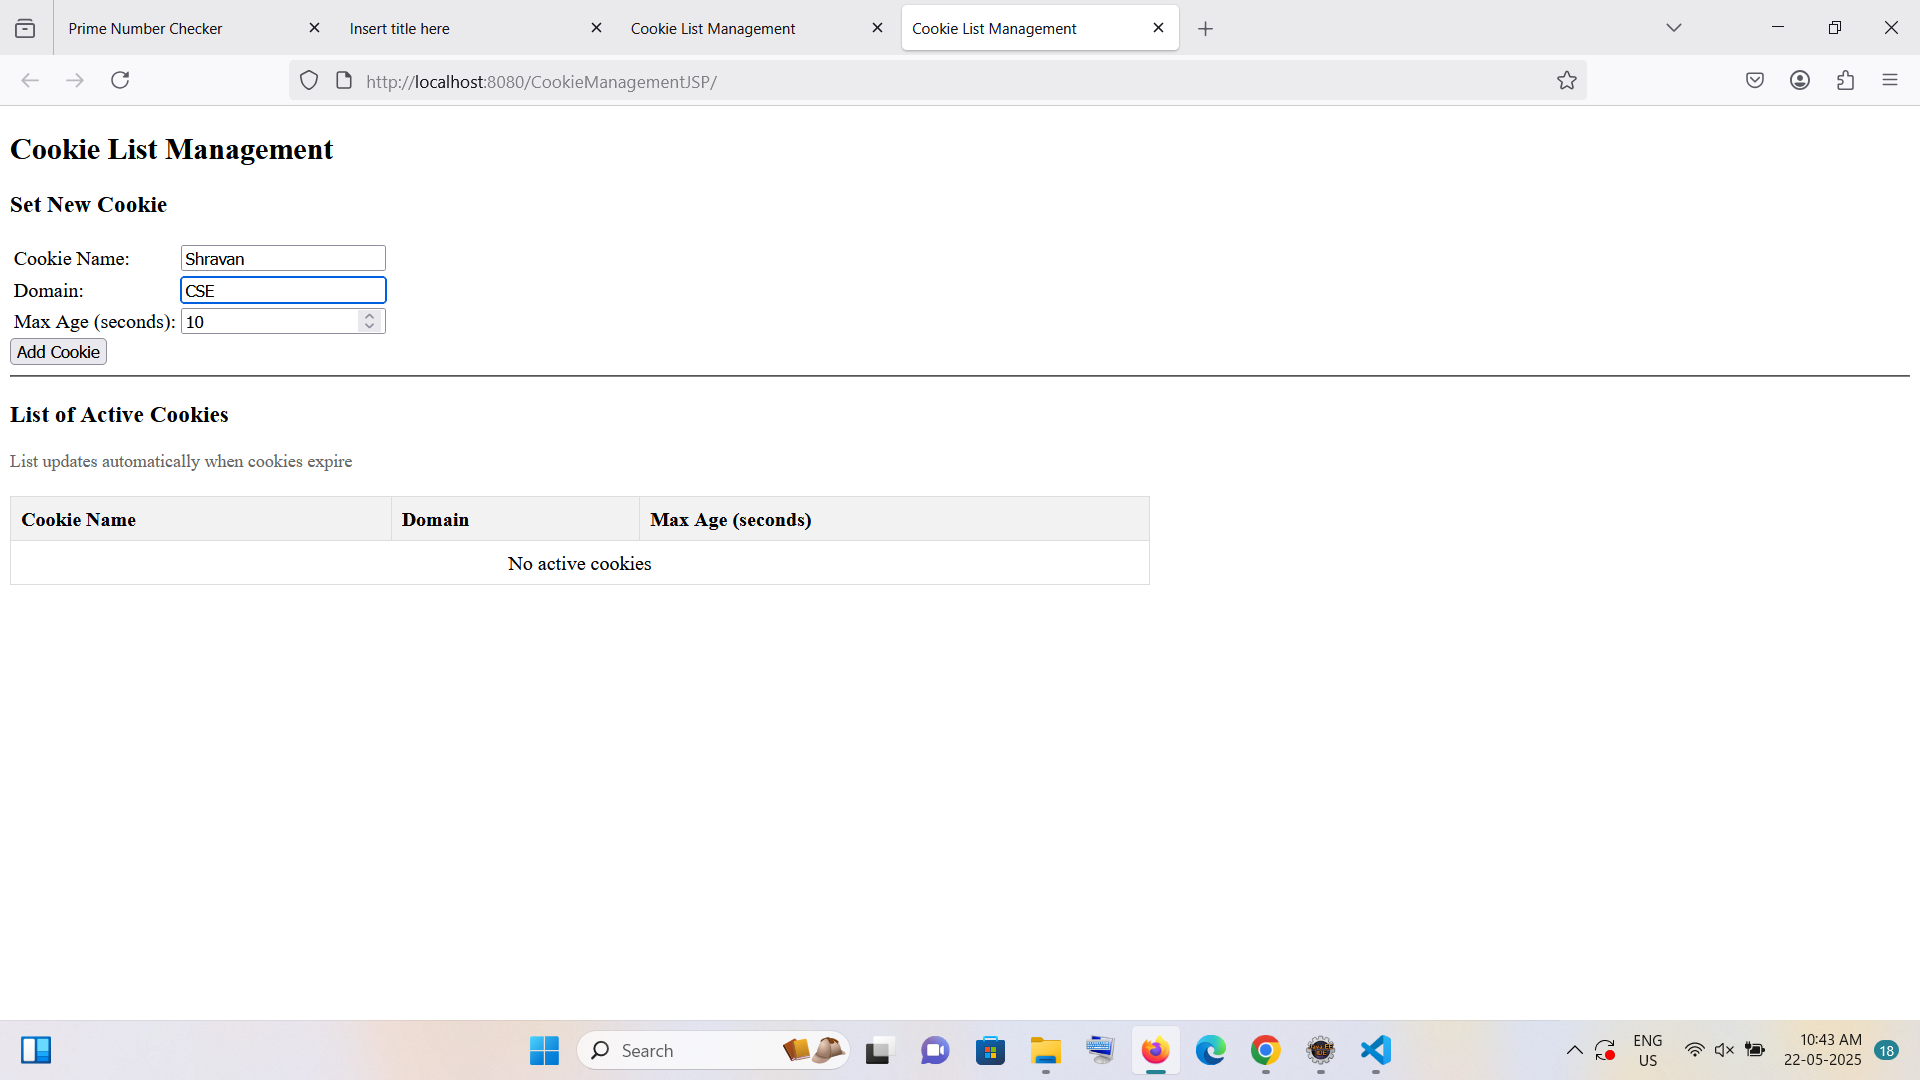 Prime Number Checker
Insert title here
Cookie List Management
Cookie List Management
http://localhost:8080/CookieManagementJSP/
Cookie List Management
Set New Cookie
Cookie Name: Shravan
Domain: CSE
Max Age (seconds): 10
Add Cookie
List of Active Cookies
List updates automatically when cookies expire
Cookie Name Domain Max Age (seconds)
No active cookies
Search
ENG
US
10:43 AM
22-05-2025
18